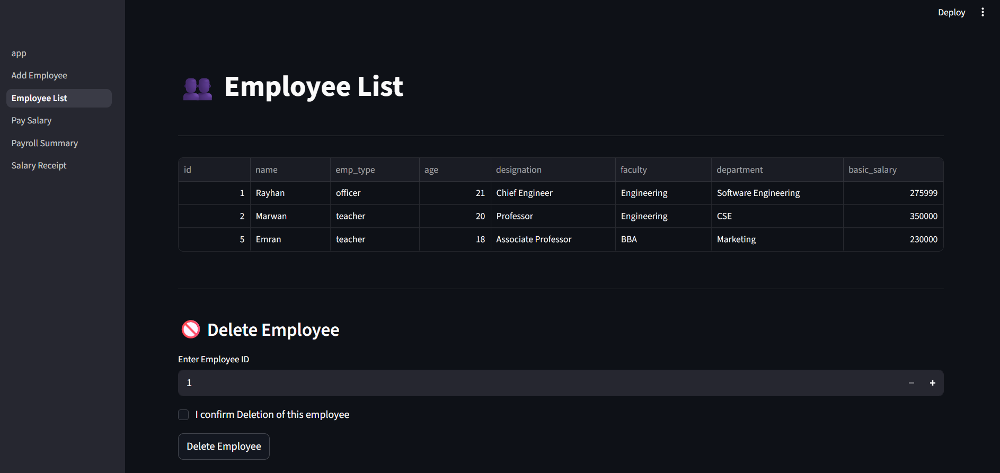 Deploy
app
Add Employee
Employee List
Pay Salary
Payroll Summary
Salary Receipt
Employee List
id name emp_type age designation faculty department basic_salary
1 Rayhan officer 21 Chief Engineer Engineering Software Engineering 275999
2 Marwan teacher 20 Professor Engineering CSE 350000
5 Emran teacher 18 Associate Professor BBA Marketing 230000
Delete Employee
Enter Employee ID
1
I confirm Deletion of this employee
Delete Employee